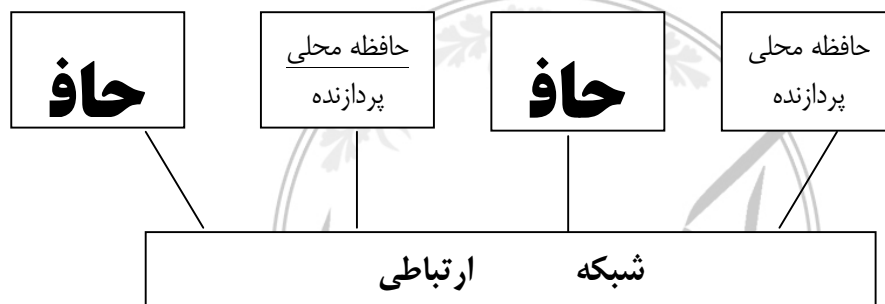 حافظه محلی
پردازنده
حاف
حافظه محلی
پردازنده
حاف
شبکه ارتباطی